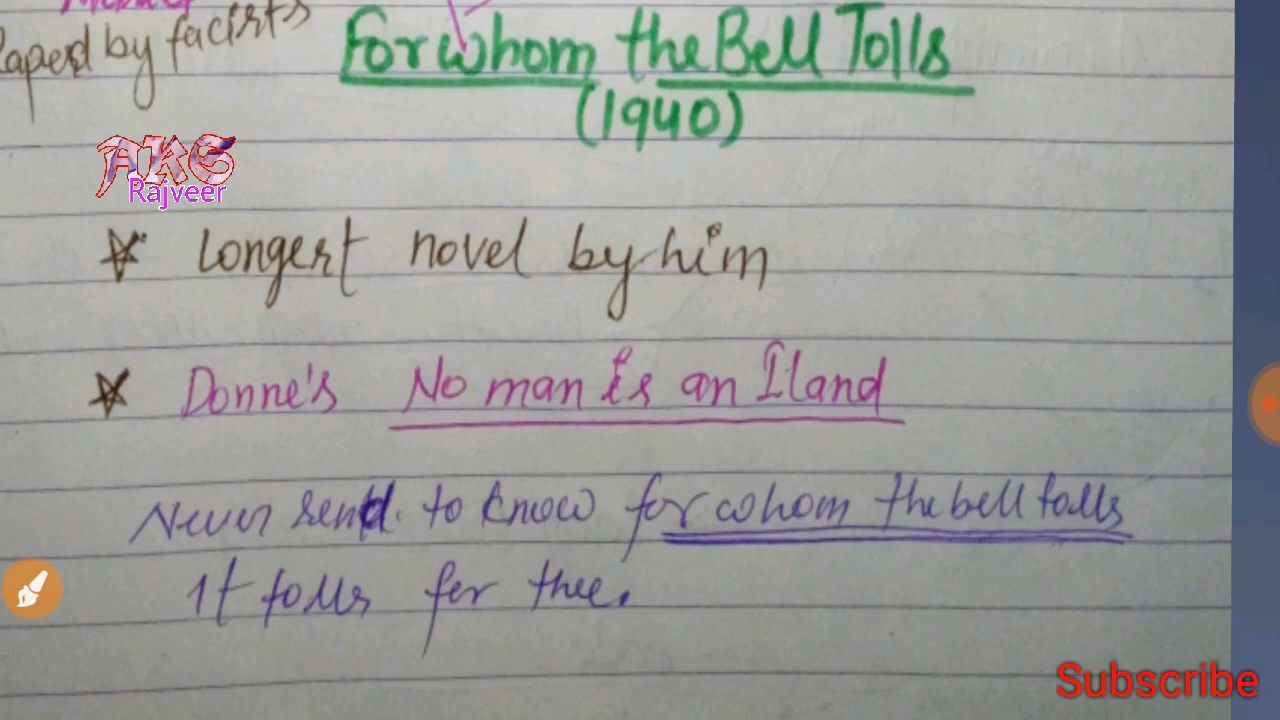 Raped by facists
For whom the Bell Tolls
(1940)
AKS
Rajveer
Longest novel by him
Donne's No man is an Iland
Never send to know for whom the bell tolls
It tolls for thee.
Subscribe